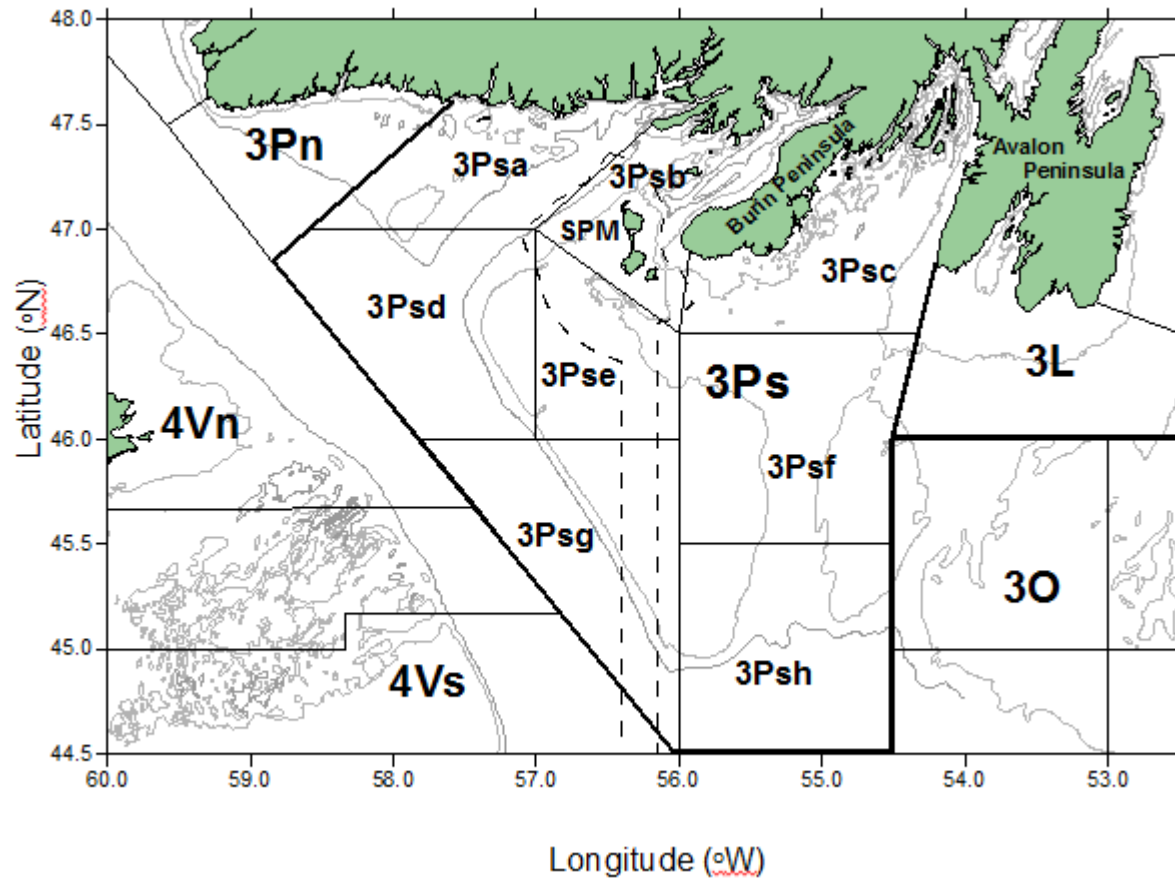 48.0
47.5
47.0
46.5
46.0
45.5
45.0
44.5
Latitude (oN)
3Pn
3Psa
3Psb
Burin Peninsula
Avalon
Peninsula
SPM
3Psc
3Psd
3Pse
3Ps
3L
4Vn
3Psf
3Psg
3O
4Vs
3Psh
60.0 59.0 58.0 57.0 56.0 55.0 54.0 53.0
Longitude (oW)